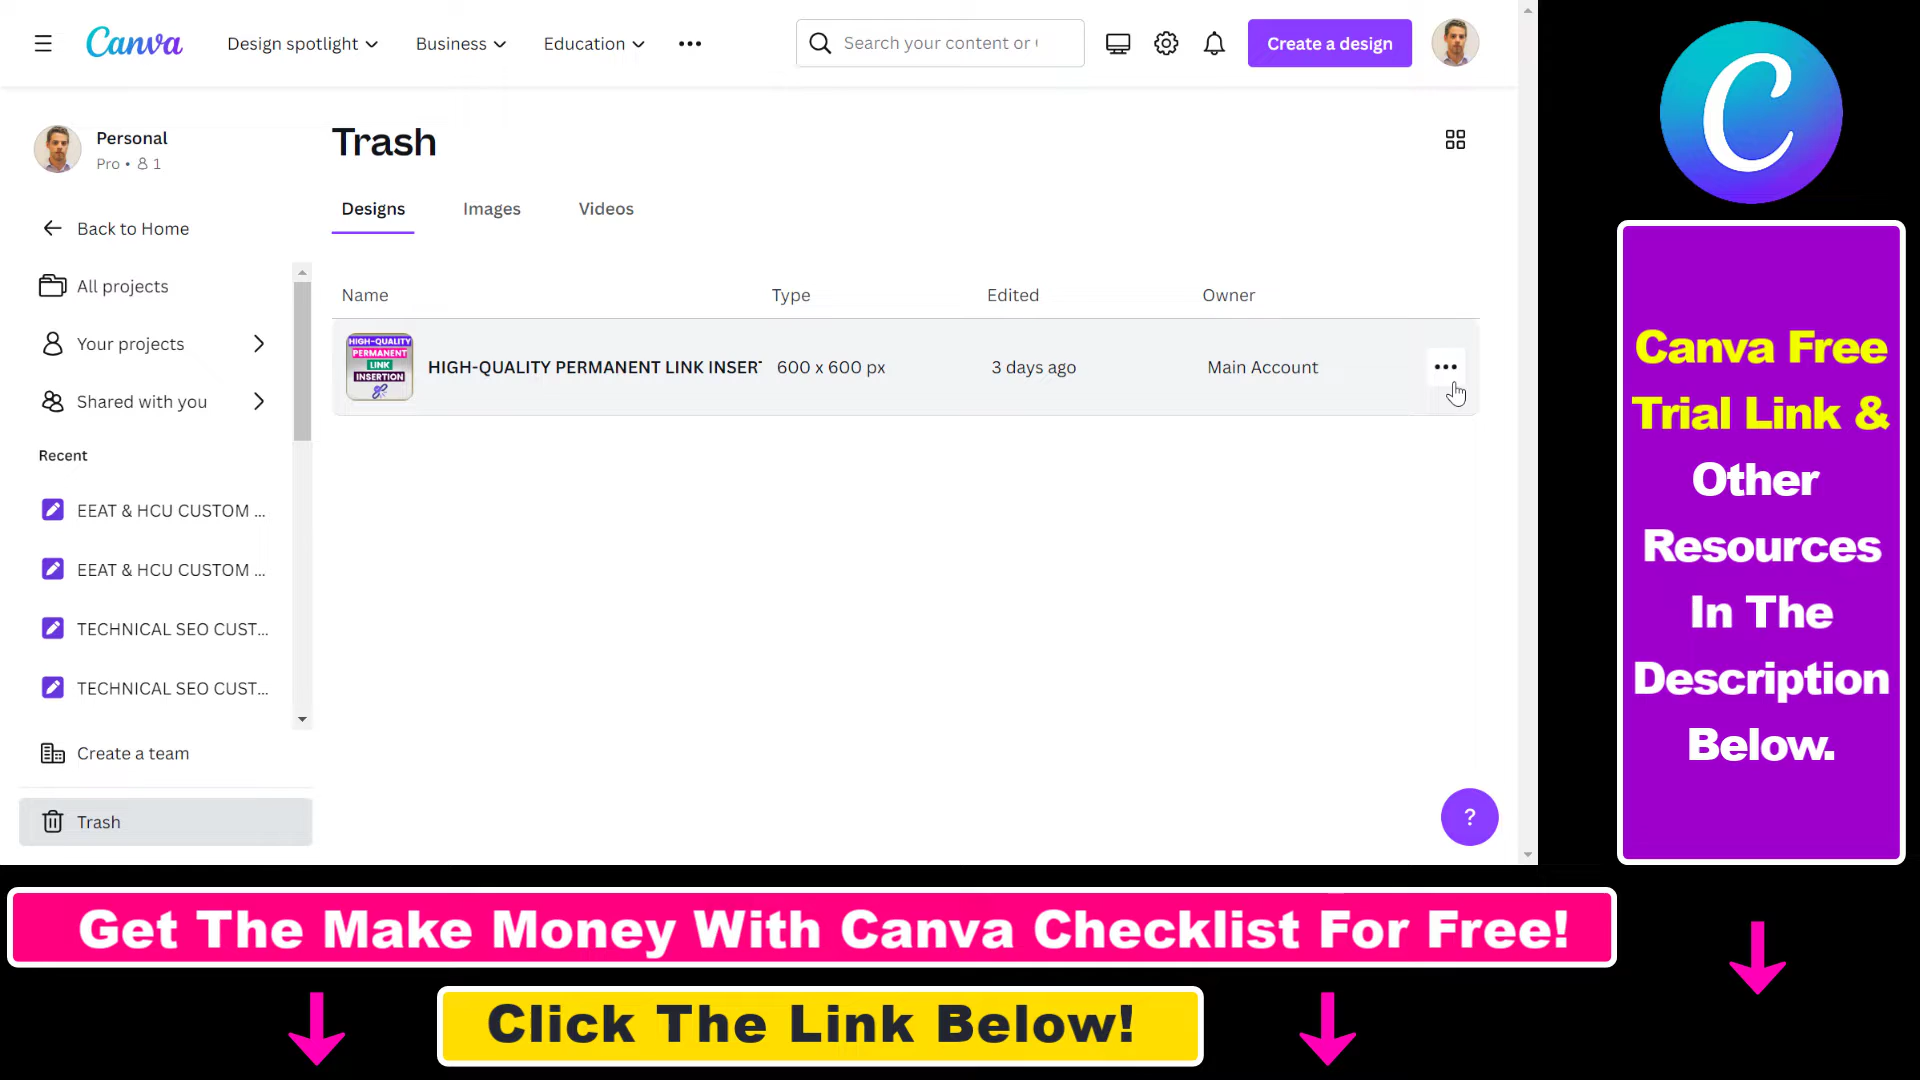 Canva
Design spotlight
Business
Education
Search your content or
Create a design
Personal
Pro • 1
Back to Home
All projects
Your projects
Shared with you
Recent
EEAT & HCU CUSTOM ...
EEAT & HCU CUSTOM ...
TECHNICAL SEO CUST...
TECHNICAL SEO CUST...
Create a team
Trash
Trash
Designs
Images
Videos
Name
Type
Edited
Owner
HIGH-QUALITY
PERMANENT
LINK
INSERTION
HIGH-QUALITY PERMANENT LINK INSERT
600 x 600 px
3 days ago
Main Account
?
C
Canva Free
Trial Link &
Other
Resources
In The
Description
Below.
Get The Make Money With Canva Checklist For Free!
Click The Link Below!